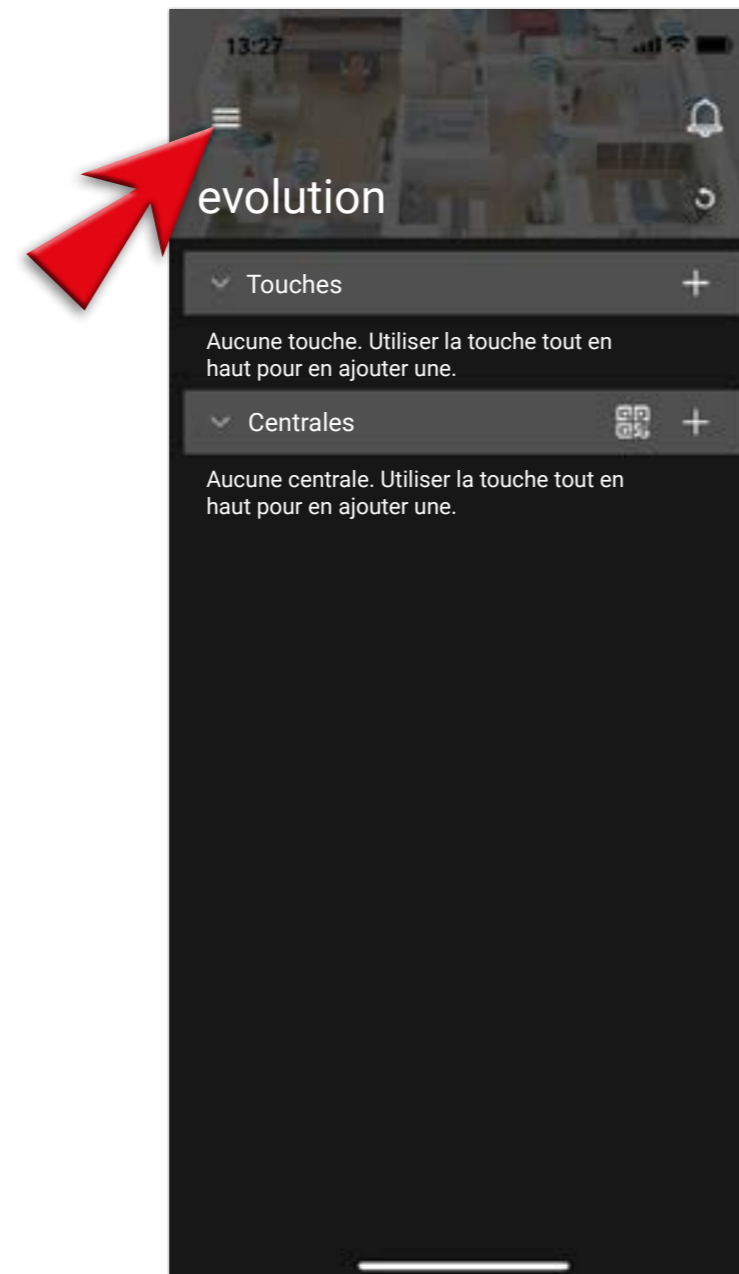 13:27
evolution
Touches
Aucune touche. Utiliser la touche tout en
haut pour en ajouter une.
Centrales
Aucune centrale. Utiliser la touche tout en
haut pour en ajouter une.